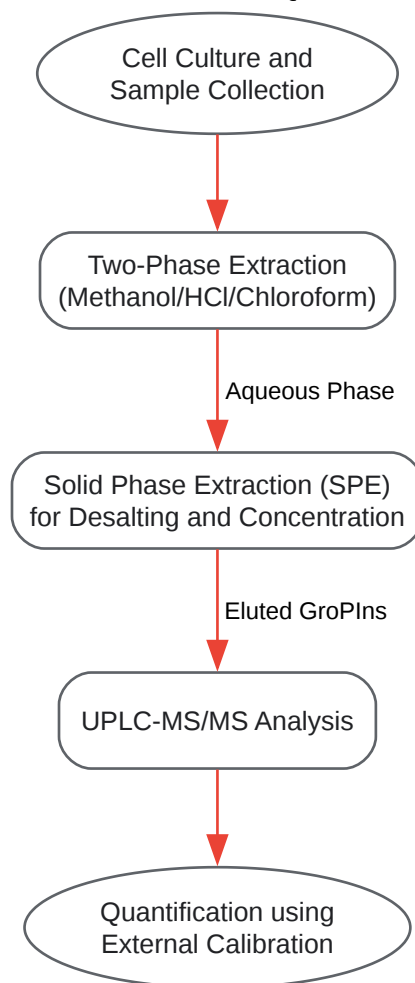 Cell Culture and
Sample Collection
Two-Phase Extraction
(Methanol/HCl/Chloroform)
Aqueous Phase
Solid Phase Extraction (SPE)
for Desalting and Concentration
Eluted GroPIns
UPLC-MS/MS Analysis
Quantification using
External Calibration